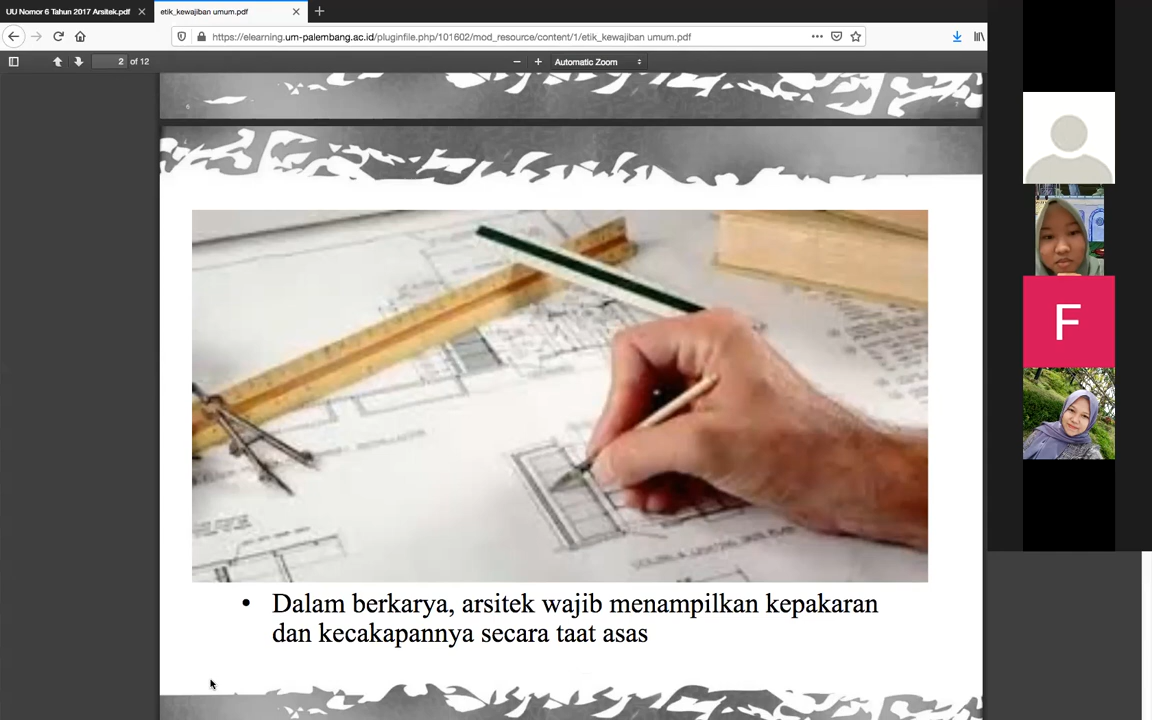 UU Nomor 6 Tahun 2017 Arsitek.pdf
etik_kewajiban umum.pdf
https://elearning.um-palembang.ac.id/pluginfile.php/101602/mod_resource/content/1/etik_kewajiban umum.pdf
2 of 12
Automatic Zoom
6
7
F
• Dalam berkarya, arsitek wajib menampilkan kepakaran
dan kecakapannya secara taat asas